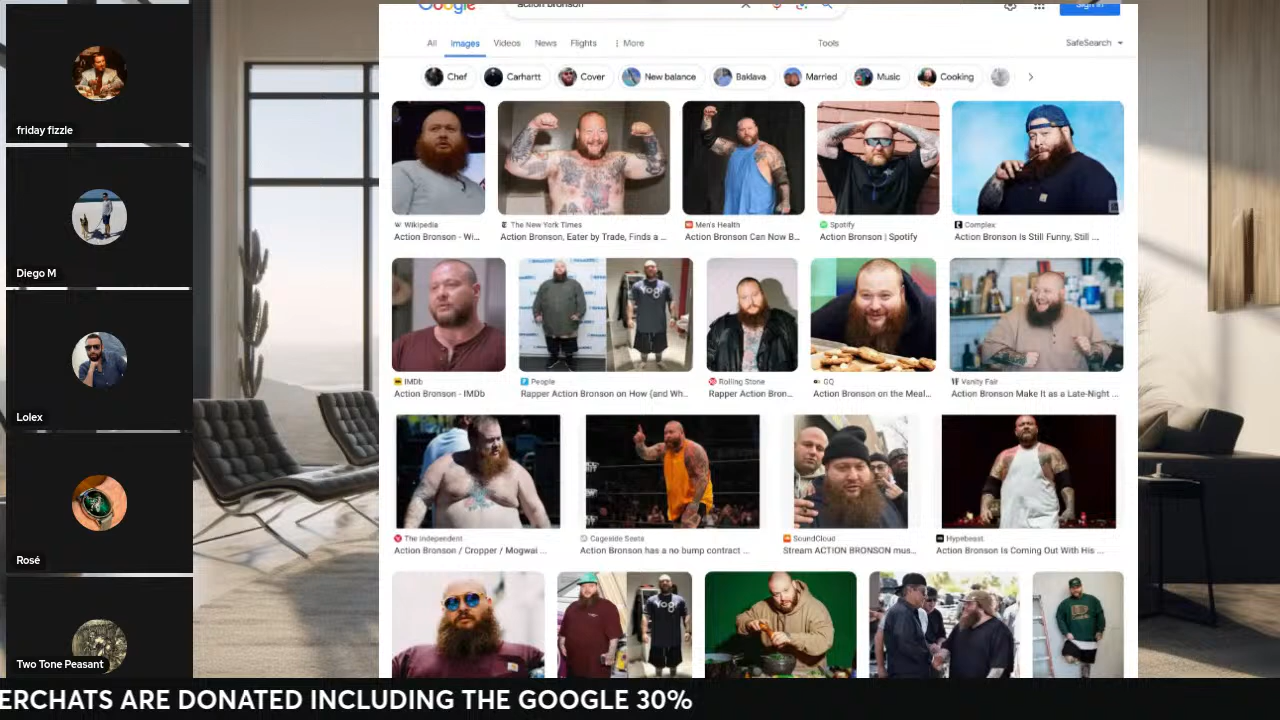 Google
action bronson
Sign in
All
Images
Videos
News
Flights
More
Tools
SafeSearch
Chef
Carhartt
Cover
New balance
Baklava
Married
Music
Cooking
Wikipedia
Action Bronson - Wi...
The New York Times
Action Bronson, Eater by Trade, Finds a ...
Men's Health
Action Bronson Can Now B...
Spotify
Action Bronson | Spotify
Complex
Action Bronson Is Still Funny, Still ...
IMDb
Action Bronson - IMDb
People
Rapper Action Bronson on How (and Wh...
Rolling Stone
Rapper Action Bron...
GQ
Action Bronson on the Meal...
Vanity Fair
Action Bronson Make It as a Late-Night ...
The Independent
Action Bronson / Cropper / Mogwai ...
Cageside Seats
Action Bronson has a no bump contract ...
SoundCloud
Stream ACTION BRONSON mus...
Hypebeast
Action Bronson Is Coming Out With His ...
friday fizzle
Diego M
Lolex
Rosé
Two Tone Peasant
ERCHATS ARE DONATED INCLUDING THE GOOGLE 30%